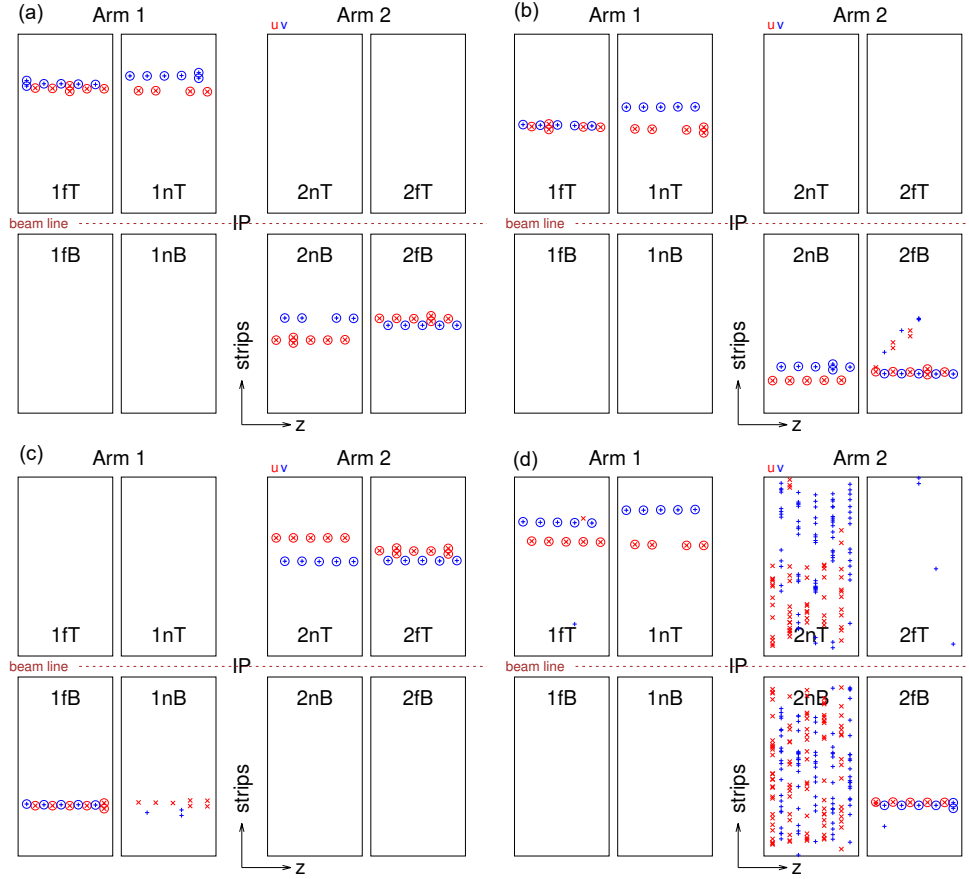 (a) Arm 1 Arm 2
u v
1fT 1nT 2nT 2fT
beam line IP
1fB 1nB 2nB 2fB
strips
z
(b) Arm 1 Arm 2
u v
1fT 1nT 2nT 2fT
beam line IP
1fB 1nB 2nB 2fB
strips
z
(c) Arm 1 Arm 2
u v
1fT 1nT 2nT 2fT
beam line IP
1fB 1nB 2nB 2fB
strips
z
(d) Arm 1 Arm 2
u v
1fT 1nT 2nT 2fT
beam line IP
1fB 1nB 2nB 2fB
strips
z